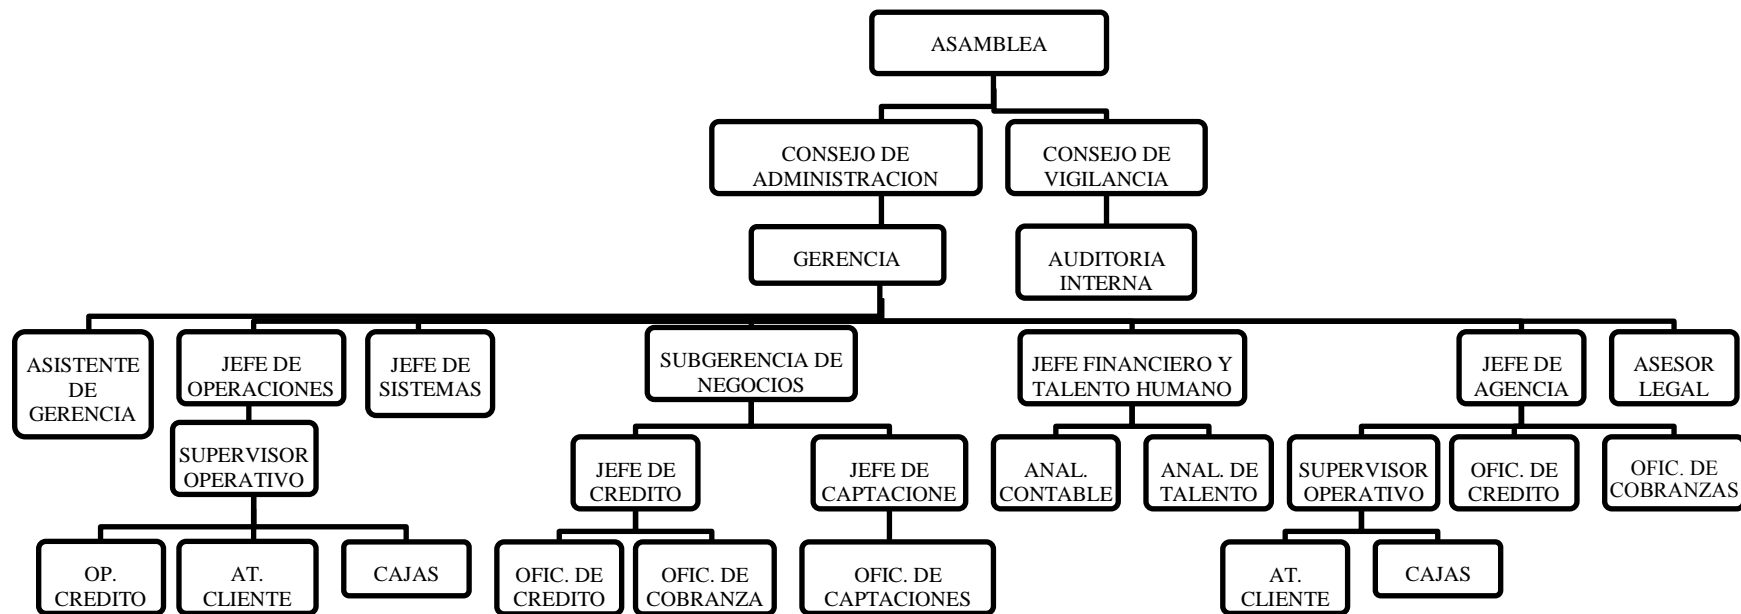 ASAMBLEA
CONSEJO DE
ADMINISTRACION
CONSEJO DE
VIGILANCIA
GERENCIA
AUDITORIA
INTERNA
ASISTENTE
DE
GERENCIA
JEFE DE
OPERACIONES
JEFE DE
SISTEMAS
SUBGERENCIA DE
NEGOCIOS
JEFE FINANCIERO Y
TALENTO HUMANO
JEFE DE
AGENCIA
ASESOR
LEGAL
SUPERVISOR
OPERATIVO
JEFE DE
CREDITO
JEFE DE
CAPTACIONE
ANAL.
CONTABLE
ANAL. DE
TALENTO
SUPERVISOR
OPERATIVO
OFIC. DE
CREDITO
OFIC. DE
COBRANZAS
OP.
CREDITO
AT.
CLIENTE
CAJAS
OFIC. DE
CREDITO
OFIC. DE
COBRANZA
OFIC. DE
CAPTACIONES
AT.
CLIENTE
CAJAS